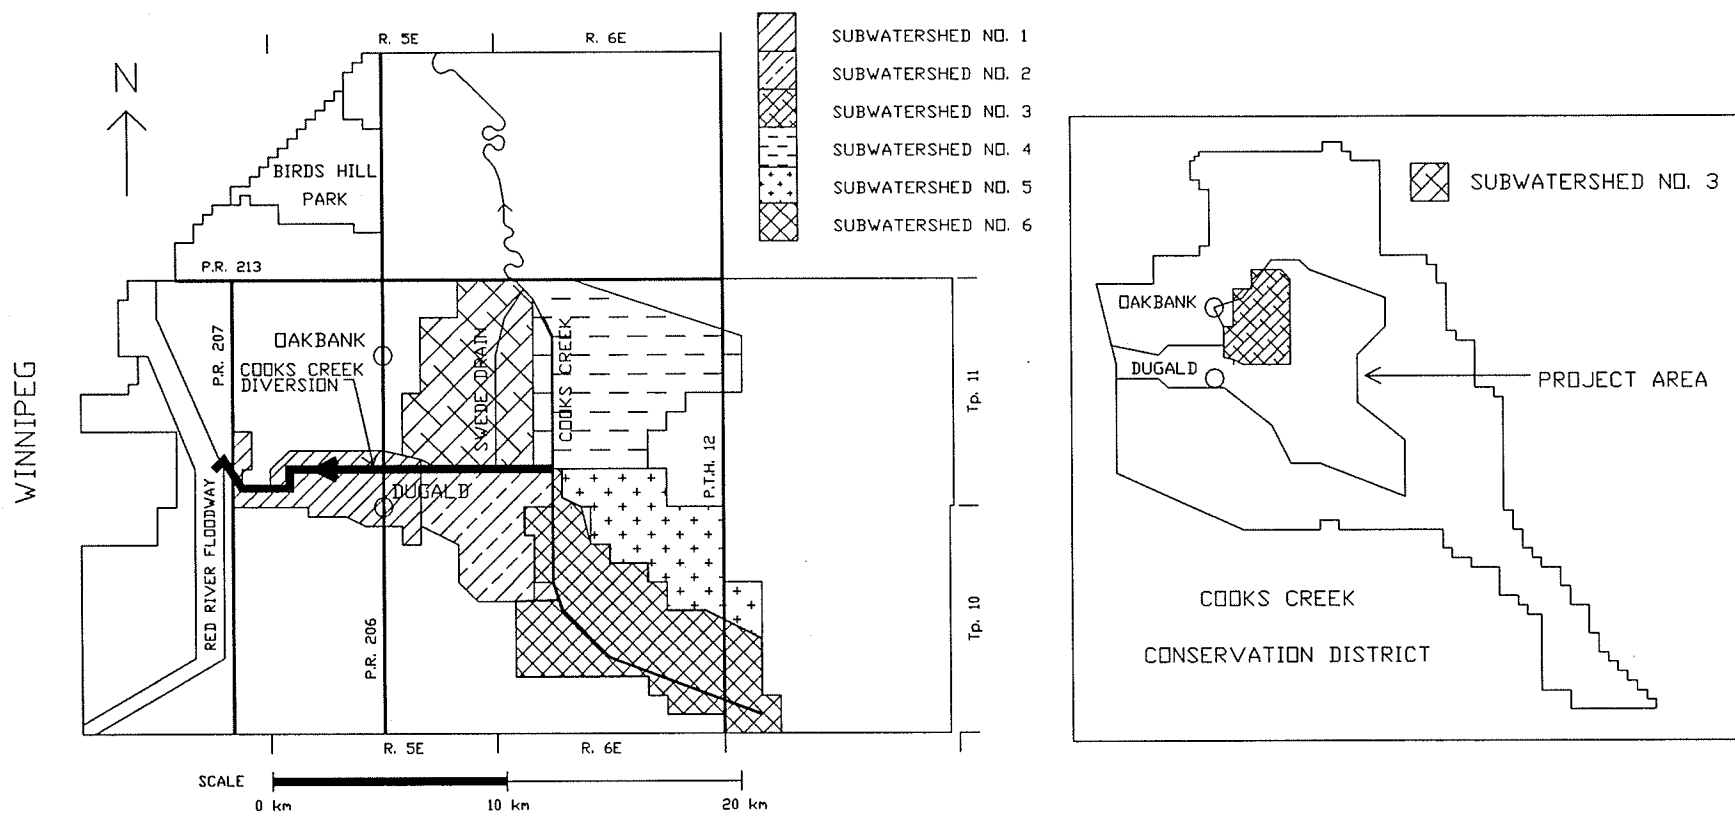 R. 5E
R. 6E
N
BIRDS HILL
PARK
P.R. 213
SUBWATERSHED NO. 1
SUBWATERSHED NO. 2
SUBWATERSHED NO. 3
SUBWATERSHED NO. 4
SUBWATERSHED NO. 5
SUBWATERSHED NO. 6
WINNIPEG
P.R. 207
OAKBANK
COOKS CREEK
DIVERSION
SWEDE DRAIN
COOKS CREEK
P.T.H. 12
Tp. 11
DUGALD
RED RIVER FLOODWAY
P.R. 206
Tp. 10
R. 5E
R. 6E
SCALE
0 km
10 km
20 km
SUBWATERSHED NO. 3
OAKBANK
DUGALD
PROJECT AREA
COOKS CREEK
CONSERVATION DISTRICT